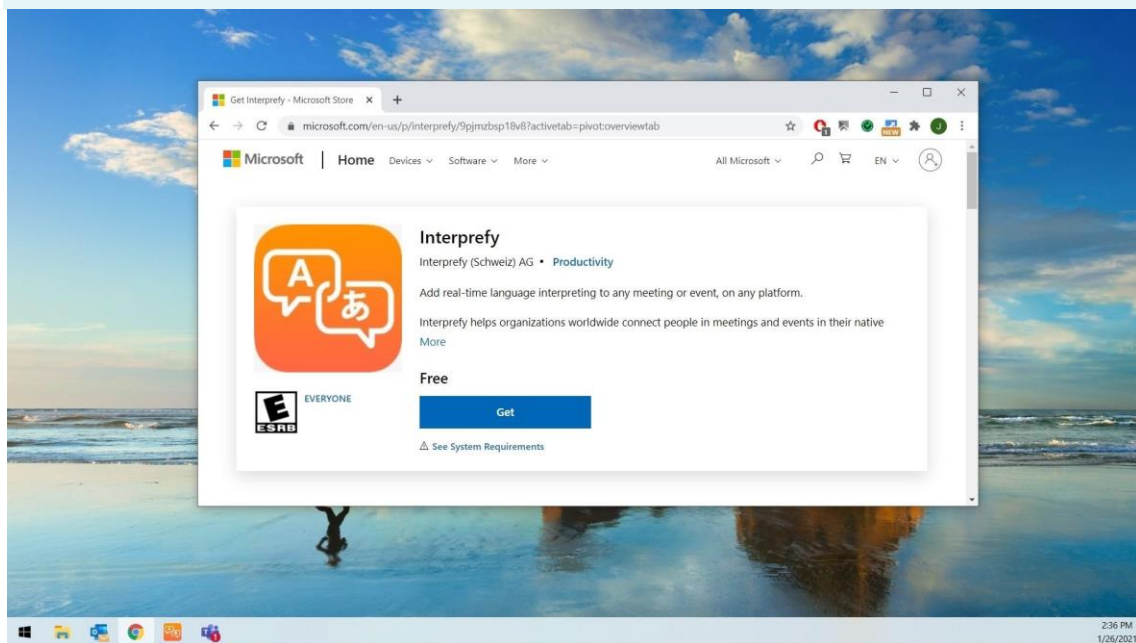 Get Interprefy - Microsoft Store
microsoft.com/en-us/p/interprefy/9pjmzbsp18v8?activetab=pivot:overviewtab
1
NEW
J
Microsoft
Home
Devices
Software
More
All Microsoft
EN
A
あ
Interprefy
Interprefy (Schweiz) AG • Productivity
Add real-time language interpreting to any meeting or event, on any platform.
Interprefy helps organizations worldwide connect people in meetings and events in their native
More
Free
E
ESRB
EVERYONE
Get
See System Requirements
2:36 PM
1/26/2021